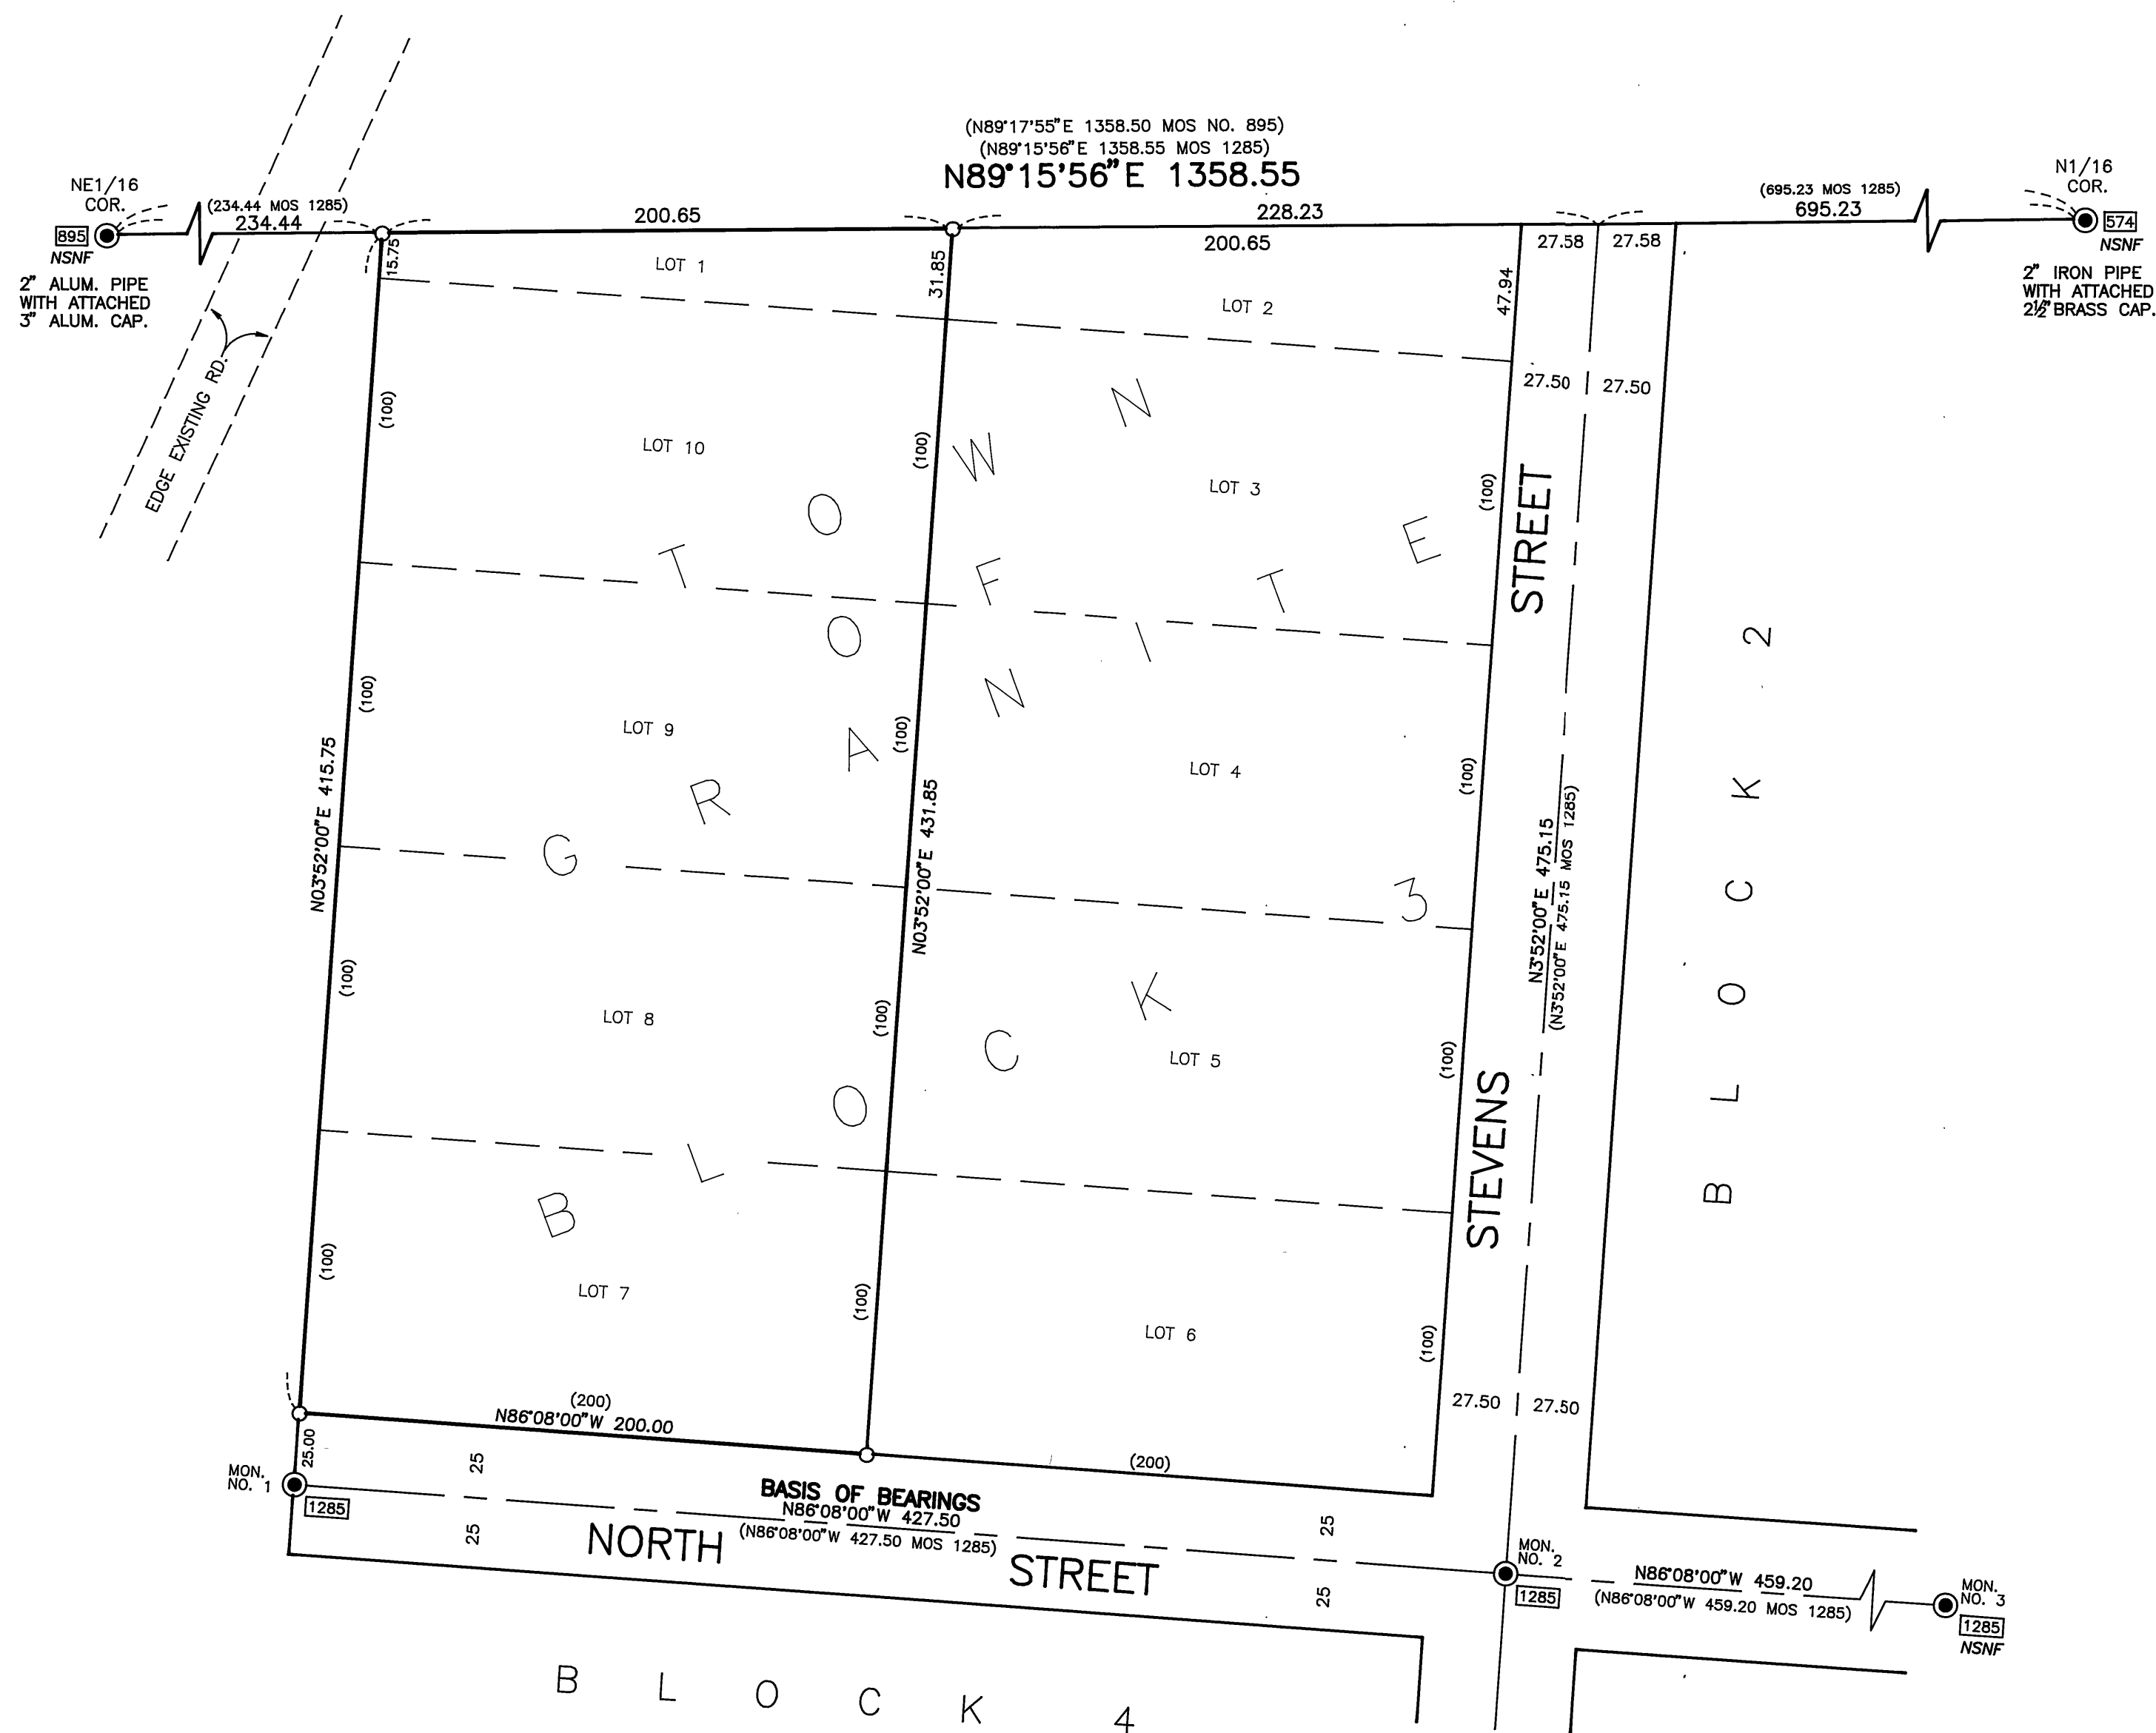 (N89°17'55"E 1358.50 MOS NO. 895)
(N89°15'56"E 1358.55 MOS 1285)
N89°15'56"E 1358.55
NE1/16
COR.
(234.44 MOS 1285)
234.44
200.65
228.23
200.65
27.58
27.58
(695.23 MOS 1285)
695.23
N1/16
COR.
895
NSNF
2" ALUM. PIPE
WITH ATTACHED
3" ALUM. CAP.
574
NSNF
2" IRON PIPE
WITH ATTACHED
2½" BRASS CAP.
EDGE EXISTING RD.
15.75
LOT 1
31.85
LOT 2
47.94
27.50
27.50
(100)
LOT 10
(100)
LOT 3
(100)
TOWN
OF
GRANITE
STREET
(100)
LOT 9
(100)
LOT 4
(100)
N03°52'00"E 415.75
N03°52'00"E 431.85
N3°52'00"E 475.15
(N3°52'00"E 475.15 MOS 1285)
BLOCK 2
(100)
LOT 8
(100)
LOT 5
(100)
BLOCK 3
STEVENS
(100)
LOT 7
(100)
LOT 6
(100)
27.50
27.50
(200)
N86°08'00"W 200.00
(200)
25.00
MON.
NO. 1
1285
25
25
BASIS OF BEARINGS
N86°08'00"W 427.50
(N86°08'00"W 427.50 MOS 1285)
NORTH STREET
25
25
MON.
NO. 2
1285
N86°08'00"W 459.20
(N86°08'00"W 459.20 MOS 1285)
MON.
NO. 3
1285
NSNF
BLOCK 4